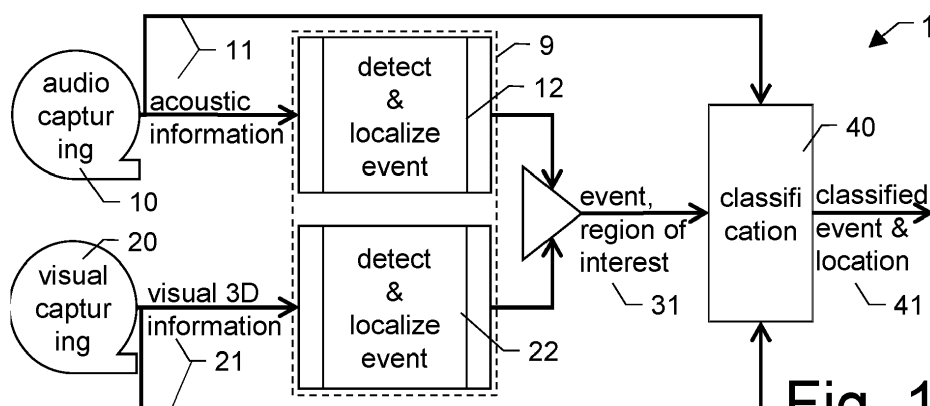 1
11
9
audio
captur
ing
10
acoustic
information
detect
&
localize
event
12
40
event,
region of
interest
31
classifi
cation
classified
event &
location
41
20
visual
captur
ing
visual 3D
information
21
detect
&
localize
event
22
Fig. 1